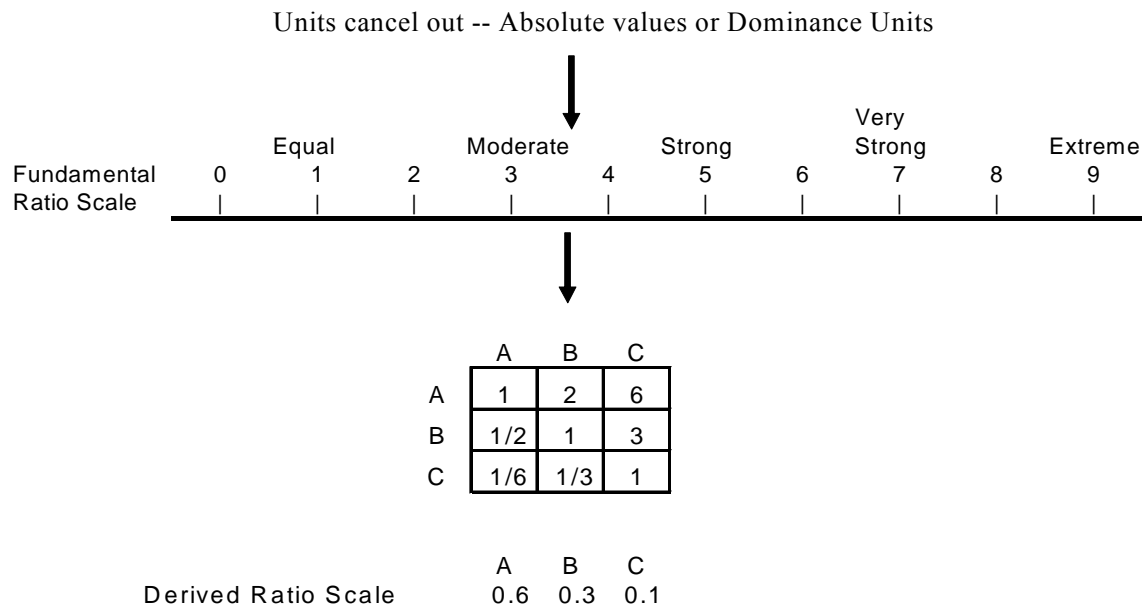 Units cancel out -- Absolute values or Dominance Units
Very
Equal Moderate Strong Strong Extreme
Fundamental 0 1 2 3 4 5 6 7 8 9
Ratio Scale | | | | | | | | | |
A B C
A 1 2 6
B 1/2 1 3
C 1/6 1/3 1
A B C
Derived Ratio Scale 0.6 0.3 0.1